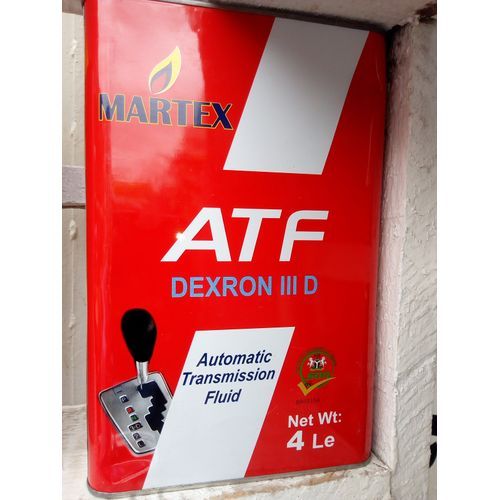 MARTEX
ATF
DEXRON III D
Automatic
Transmission
Fluid
Net Wt:
4 Le